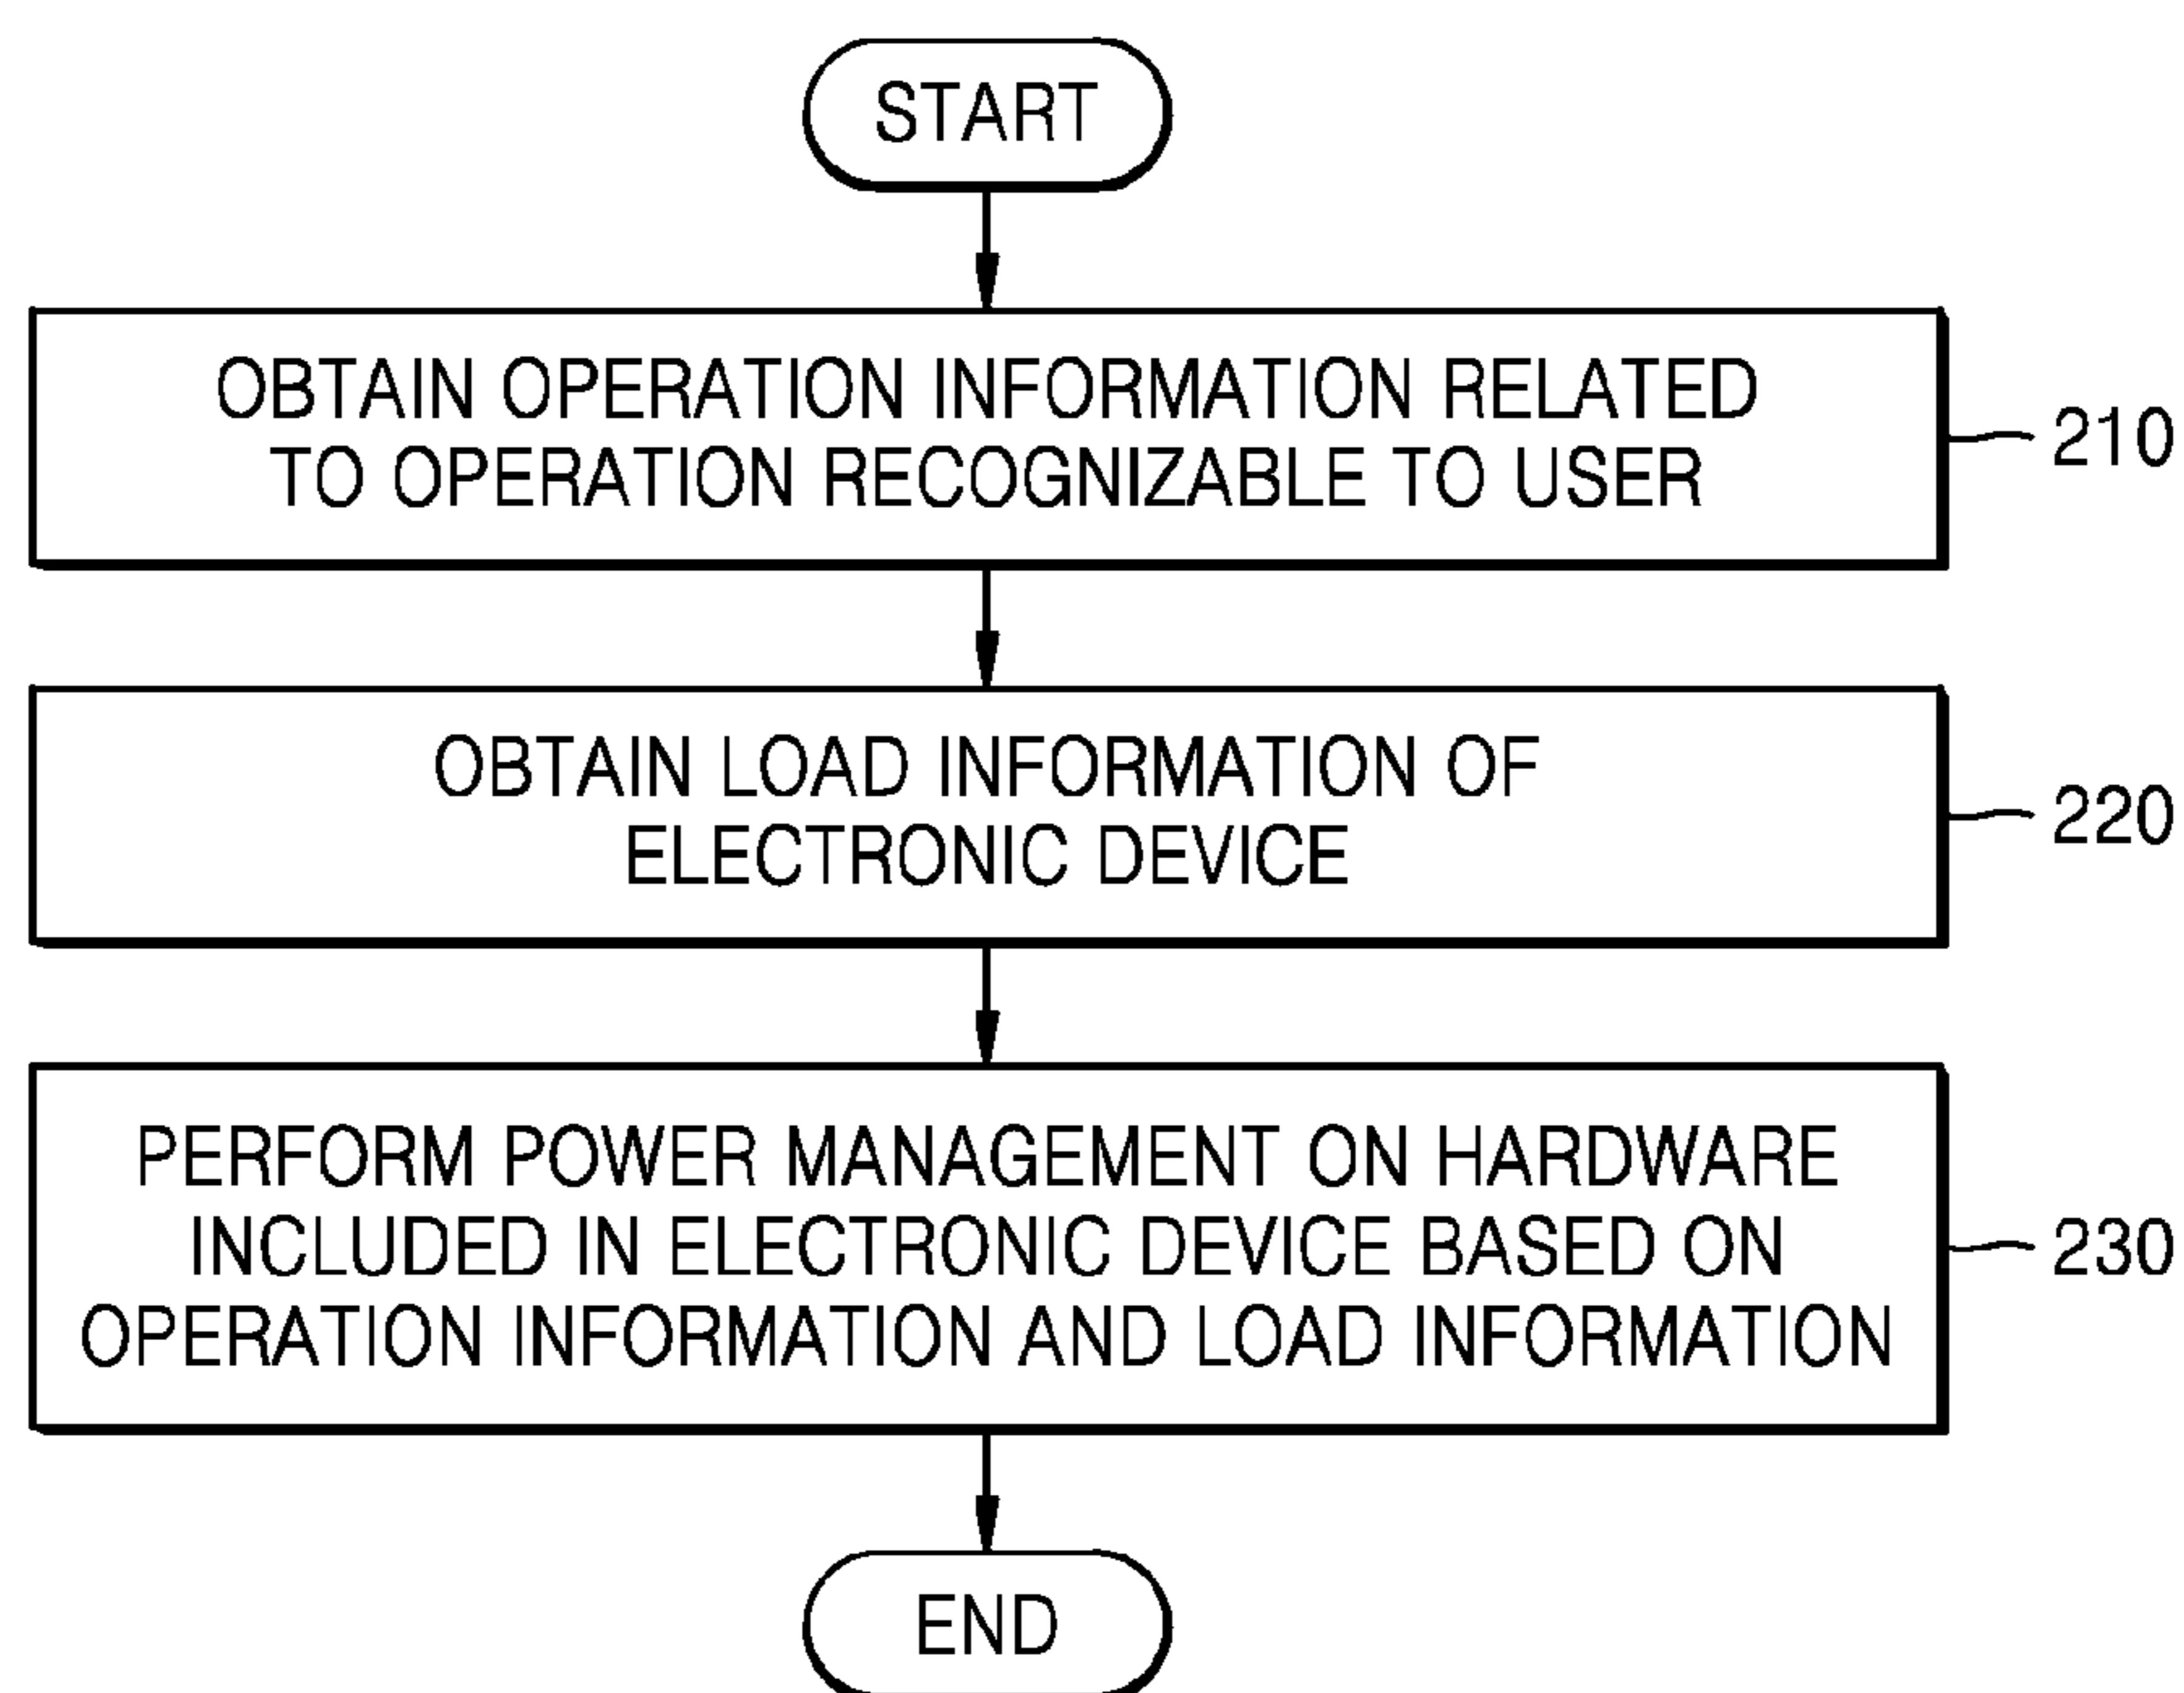 START
OBTAIN OPERATION INFORMATION RELATED
TO OPERATION RECOGNIZABLE TO USER
210
OBTAIN LOAD INFORMATION OF
ELECTRONIC DEVICE
220
PERFORM POWER MANAGEMENT ON HARDWARE
INCLUDED IN ELECTRONIC DEVICE BASED ON
OPERATION INFORMATION AND LOAD INFORMATION
230
END